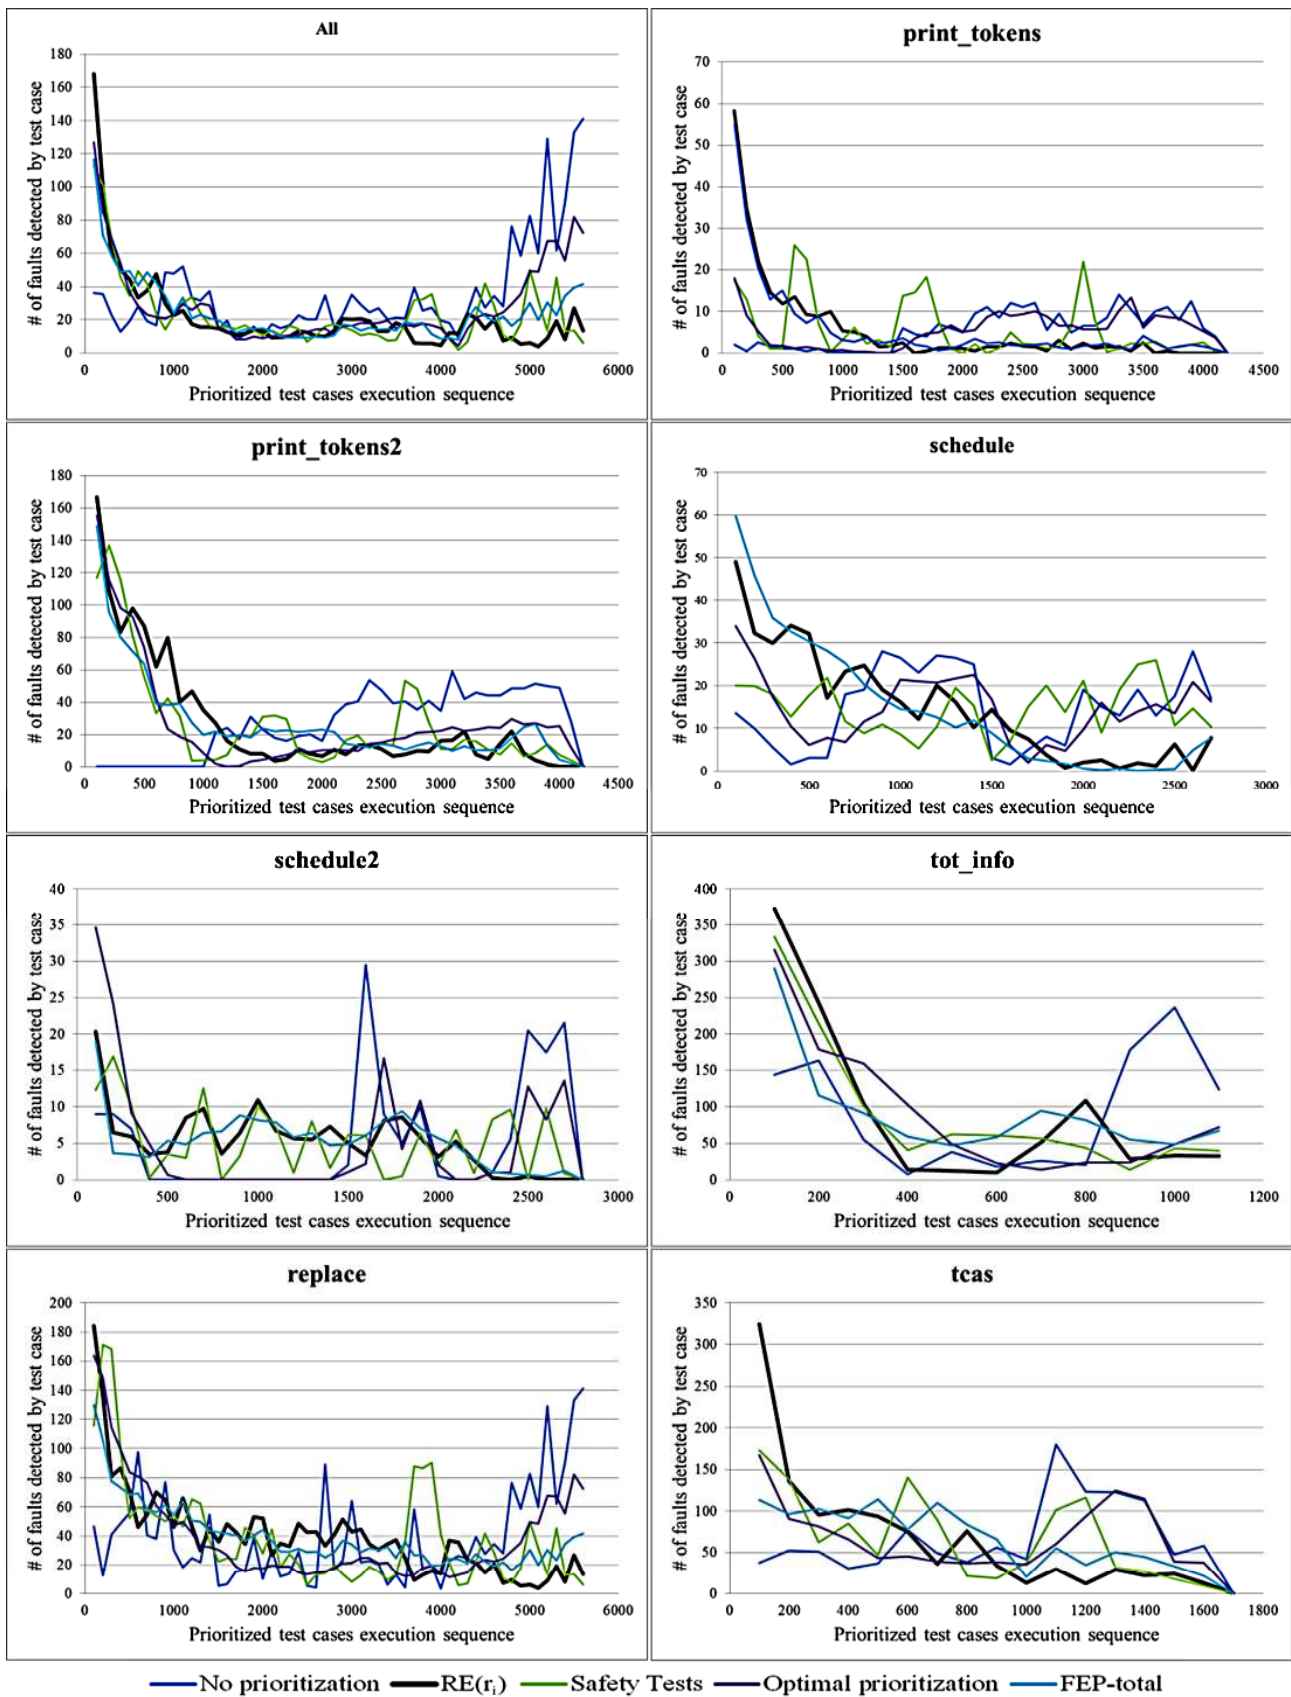 All
# of faults detected by test case
180
160
140
120
100
80
60
40
20
0
0 1000 2000 3000 4000 5000 6000
Prioritized test cases execution sequence
print_tokens
# of faults detected by test case
70
60
50
40
30
20
10
0
0 500 1000 1500 2000 2500 3000 3500 4000 4500
Prioritized test cases execution sequence
print_tokens2
# of faults detected by test case
180
160
140
120
100
80
60
40
20
0
0 500 1000 1500 2000 2500 3000 3500 4000 4500
Prioritized test cases execution sequence
schedule
# of faults detected by test case
70
60
50
40
30
20
10
0
0 500 1000 1500 2000 2500 3000
Prioritized test cases execution sequence
schedule2
# of faults detected by test case
40
35
30
25
20
15
10
5
0
0 500 1000 1500 2000 2500 3000
Prioritized test cases execution sequence
tot_info
# of faults detected by test case
400
350
300
250
200
150
100
50
0
0 200 400 600 800 1000 1200
Prioritized test cases execution sequence
replace
# of faults detected by test case
200
180
160
140
120
100
80
60
40
20
0
0 1000 2000 3000 4000 5000 6000
Prioritized test cases execution sequence
tcas
# of faults detected by test case
350
300
250
200
150
100
50
0
0 200 400 600 800 1000 1200 1400 1600 1800
Prioritized test cases execution sequence
No prioritization RE(rᵢ) Safety Tests Optimal prioritization FEP-total